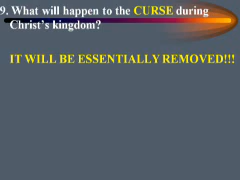 9. What will happen to the CURSE during
Christ's kingdom?
IT WILL BE ESSENTIALLY REMOVED!!!